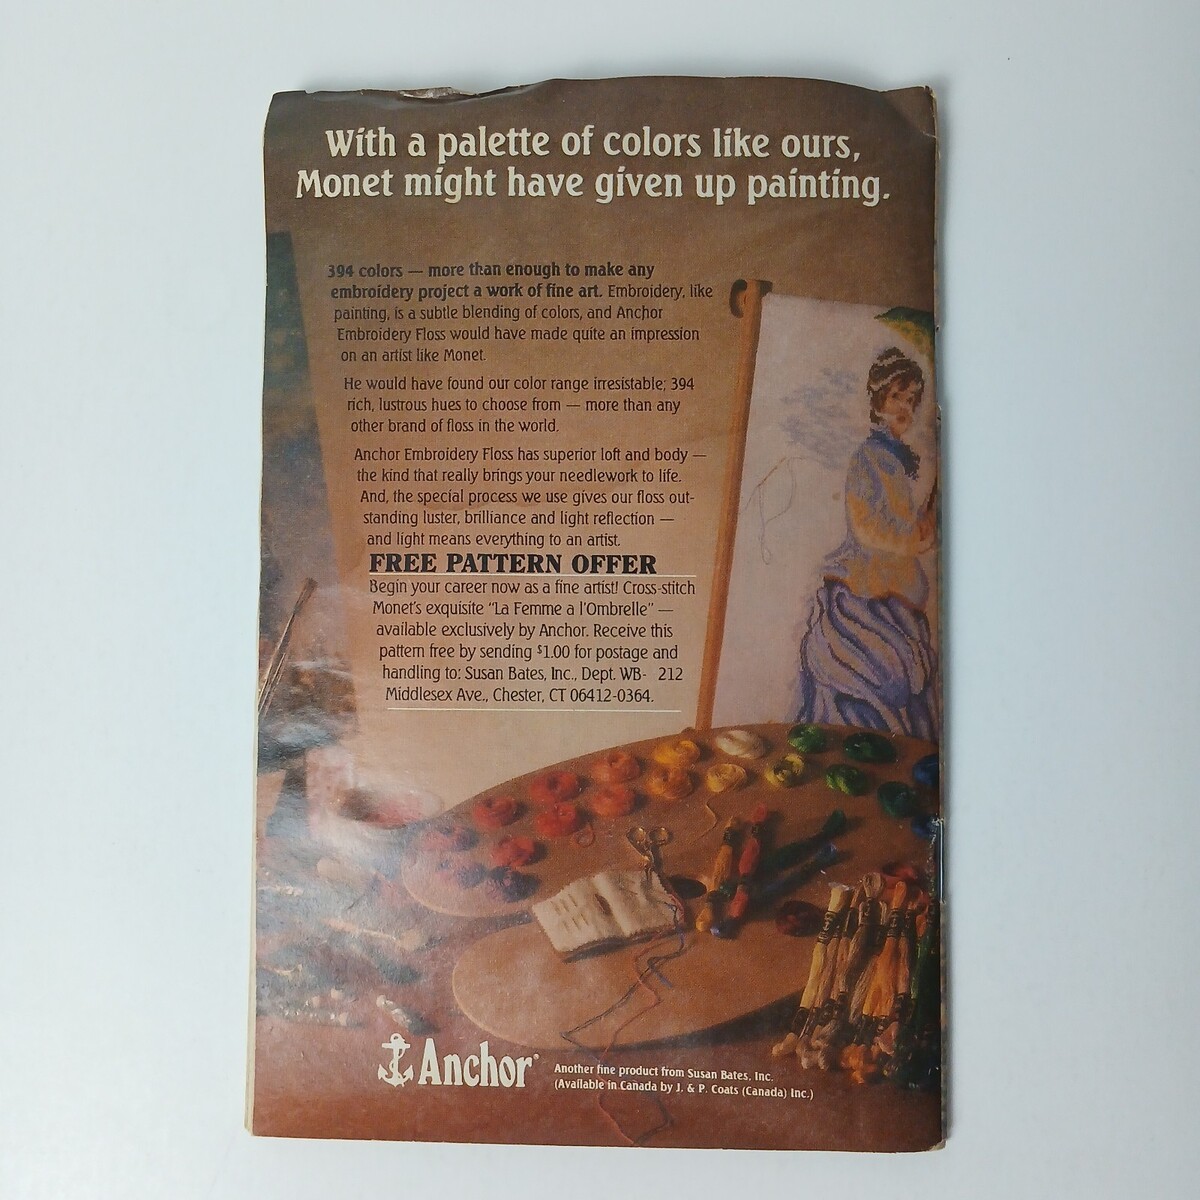 With a palette of colors like ours,
Monet might have given up painting.
394 colors — more than enough to make any
embroidery project a work of fine art. Embroidery, like
painting, is a subtle blending of colors, and Anchor
Embroidery Floss would have made quite an impression
on an artist like Monet.
He would have found our color range irresistable; 394
rich, lustrous hues to choose from — more than any
other brand of floss in the world.
Anchor Embroidery Floss has superior loft and body —
the kind that really brings your needlework to life.
And, the special process we use gives our floss out-
standing luster, brilliance and light reflection —
and light means everything to an artist.
FREE PATTERN OFFER
Begin your career now as a fine artist! Cross-stitch
Monet's exquisite "La Femme a l'Ombrelle" —
available exclusively by Anchor. Receive this
pattern free by sending $1.00 for postage and
handling to: Susan Bates, Inc., Dept. WB- 212
Middlesex Ave., Chester, CT 06412-0364.
Anchor®
Another fine product from Susan Bates, Inc.
(Available in Canada by J. & P. Coats (Canada) Inc.)